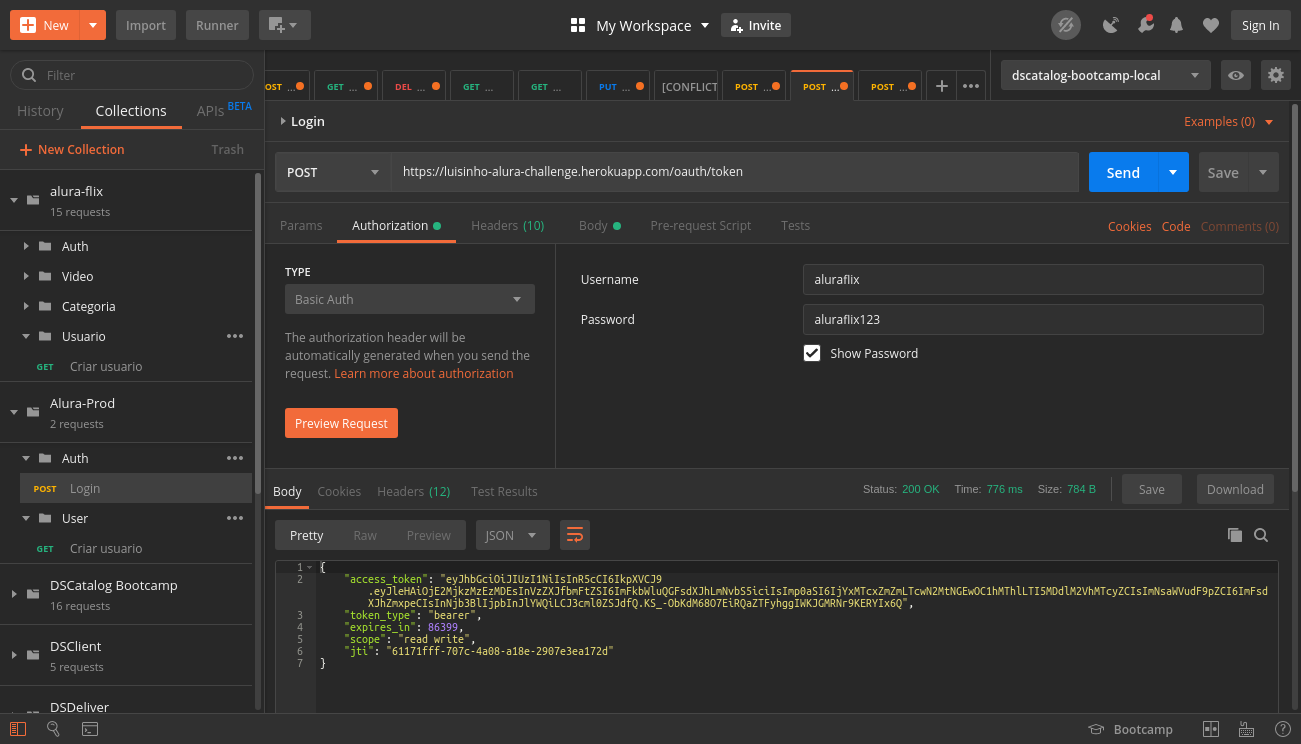 New
Import
Runner
My Workspace
Invite
Sign In
Filter
History
Collections
APIs
BETA
New Collection
Trash
alura-flix
15 requests
Auth
Video
Categoria
Usuario
GET Criar usuario
Alura-Prod
2 requests
Auth
POST Login
User
GET Criar usuario
DSCatalog Bootcamp
16 requests
DSClient
5 requests
DSDeliver
OST ...
GET ...
DEL ...
GET ...
GET ...
PUT ...
[CONFLICT
POST ...
POST ...
POST ...
dscatalog-bootcamp-local
Login
Examples (0)
POST
https://luisinho-alura-challenge.herokuapp.com/oauth/token
Send
Save
Params
Authorization
Headers (10)
Body
Pre-request Script
Tests
Cookies
Code
Comments (0)
TYPE
Basic Auth
The authorization header will be
automatically generated when you send the
request. Learn more about authorization
Preview Request
Username
aluraflix
Password
aluraflix123
Show Password
Body
Cookies
Headers (12)
Test Results
Status: 200 OK
Time: 776 ms
Size: 784 B
Save
Download
Pretty
Raw
Preview
JSON
1 {
2 "access_token": "eyJhbGciOiJIUzI1NiIsInR5cCI6IkpXVCJ9
3 "token_type": "bearer",
4 "expires_in": 86399,
5 "scope": "read write",
6 "jti": "61171fff-707c-4a08-a18e-2907e3ea172d"
7 }
Bootcamp